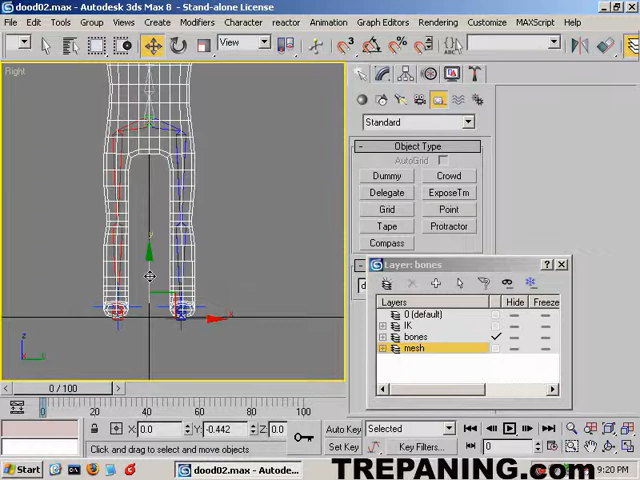 dood02.max - Autodesk 3ds Max 8 - Stand-alone License
File Edit Tools Group Views Create Modifiers Character reactor Animation Graph Editors Rendering Customize MAXScript Help
View
Right
y
x
z
Standard
Object Type
AutoGrid
Dummy Crowd
Delegate ExposeTm
Grid Point
Tape Protractor
Compass
Layer: bones
Layers Hide Freeze
0 (default)
IK
bones
mesh
0 / 100
0 20 40 60 80 100
X: 0.0 Y: -0.442 Z: 0.0
Auto Key Selected
Set Key Key Filters... 0
Click and drag to select and move objects
Start dood02.max - Autodes... 9:20 PM
TREPANING.com